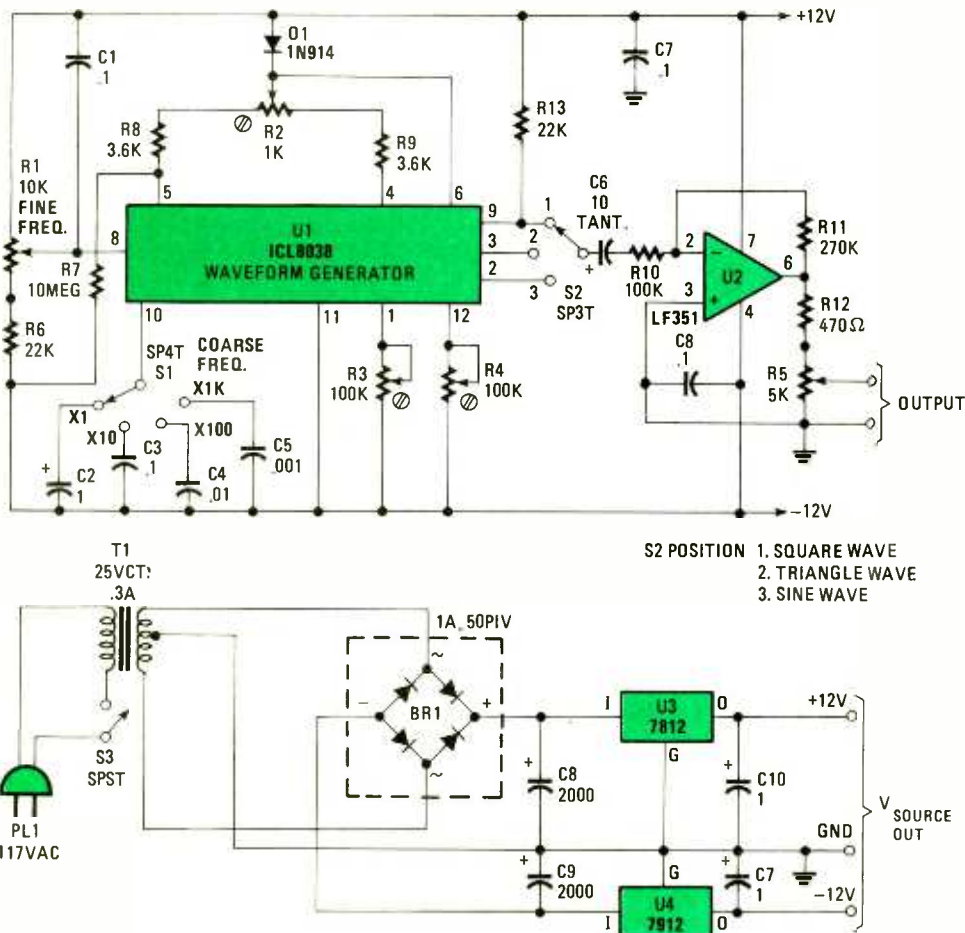 +12V
O1
1N914
C1
.1
C7
.1
R13
22K
R8
3.6K
R2
1K
R9
3.6K
R1
10K
FINE
FREQ.
5
4
6
9
1
C6
10
TANT.
8
U1
ICL8038
WAVEFORM GENERATOR
3
2
2
3
+
S2
SP3T
R10
100K
2
-
3
+
U2
LF351
7
6
4
R11
270K
R12
470Ω
R7
10MEG
R6
22K
10
11
1
12
SP4T
S1
COARSE
FREQ.
X1
X10
X100
X1K
R3
100K
R4
100K
C8
.1
R5
5K
OUTPUT
+
C2
1
C3
.1
C4
.01
C5
.001
-12V
S2 POSITION 1. SQUARE WAVE
2. TRIANGLE WAVE
3. SINE WAVE
T1
25VCT
.3A
1A, 50PIV
~
-
BR1
+
~
S3
SPST
PL1
117VAC
I
U3
7812
O
G
+12V
+
C8
2000
+
C10
1
V SOURCE
OUT
GND
+
C9
2000
G
+
C7
1
-12V
I
U4
7912
O